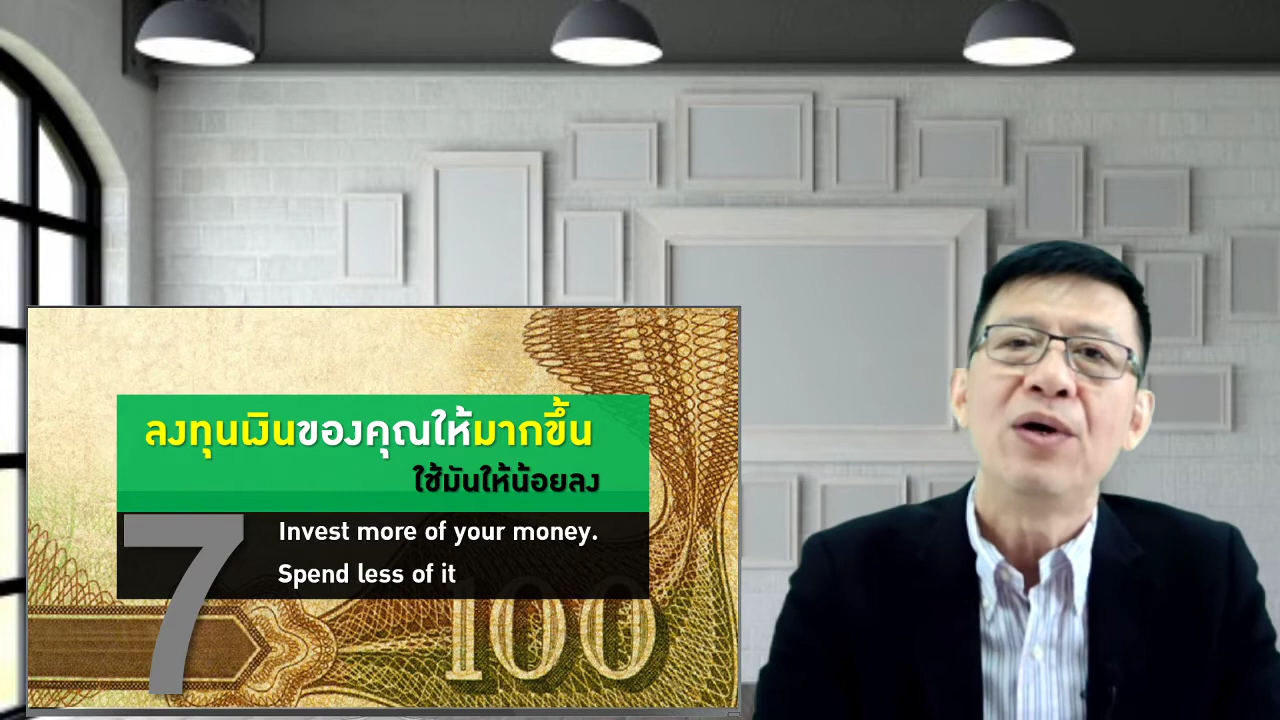 ลงทุนเงินของคุณให้มากขึ้น
ใช้มันให้น้อยลง
7
Invest more of your money.
Spend less of it
100